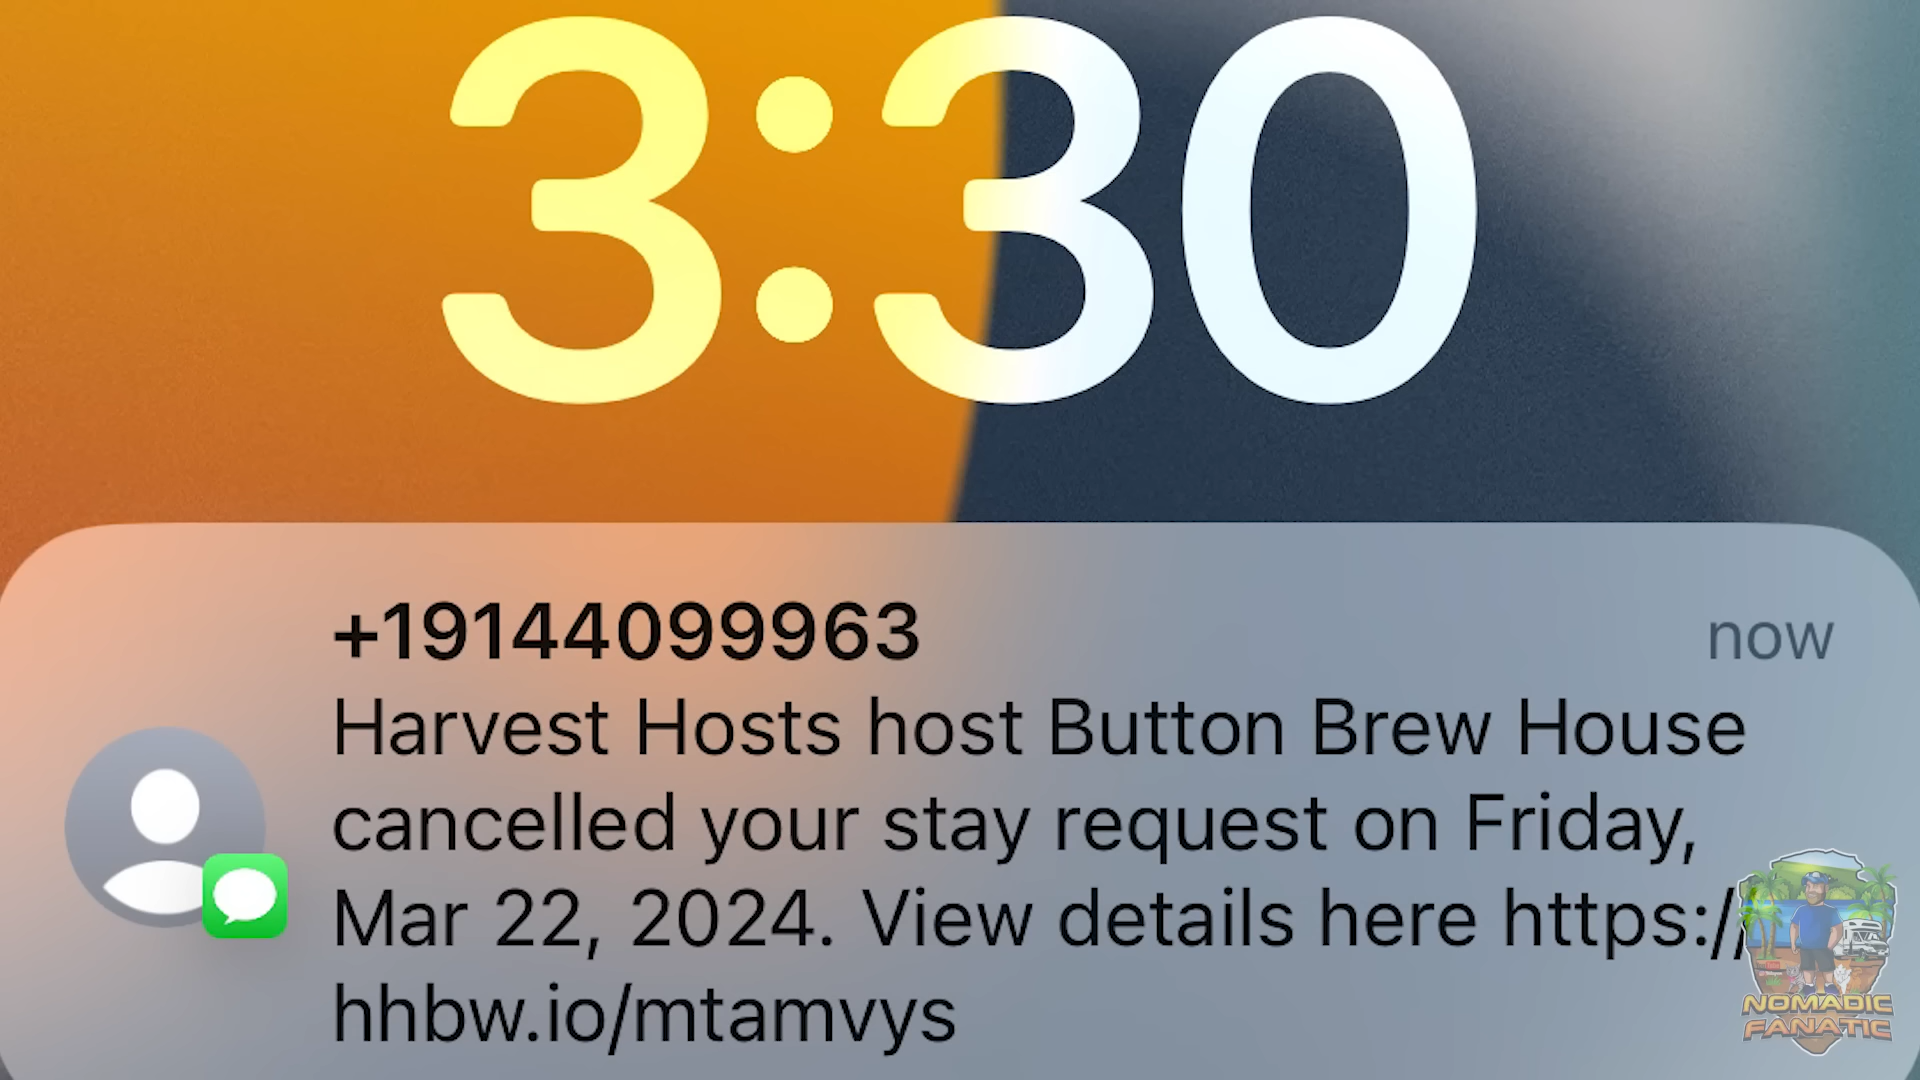 3:30
+19144099963
now
Harvest Hosts host Button Brew House
cancelled your stay request on Friday,
Mar 22, 2024. View details here https://
hhbw.io/mtamvys
NOMADIC
FANATIC